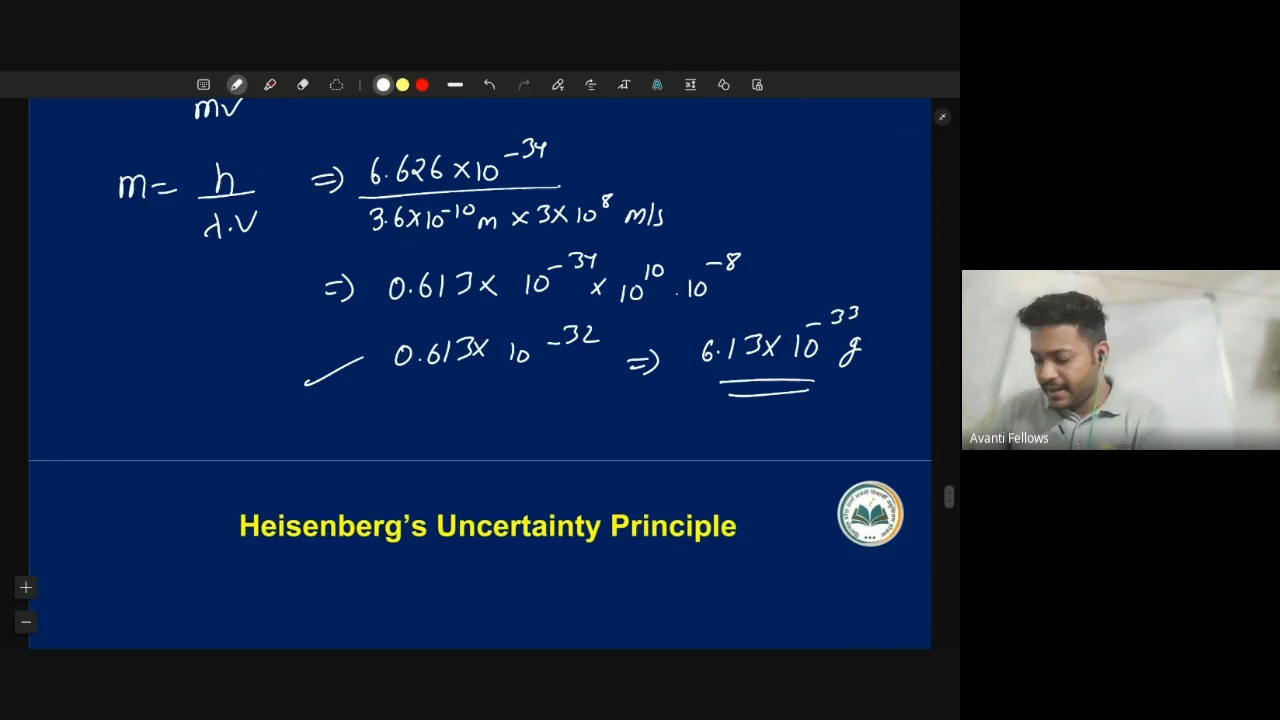 mv
m = h / λ.v => 6.626 × 10^-34 / 3.6 × 10^-10 m × 3 × 10^8 m/s
=> 0.613 × 10^-34 × 10^10 . 10^-8
0.613 × 10^-32 => 6.13 × 10^-33 g
Heisenberg's Uncertainty Principle
Avanti Fellows